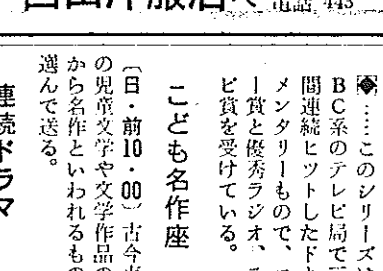 電話 443
◆……このシリーズは
BC系のテレビ局で
間連続ヒットしたド
メンタリーもので、
ー賞と優秀ラジオ、テ
ビ賞を受けている。
こども名作座
〔日・前10・00〕古今
の児童文学や文学作品の
から名作といわれるもの
選んで送る。
連続ドラマ